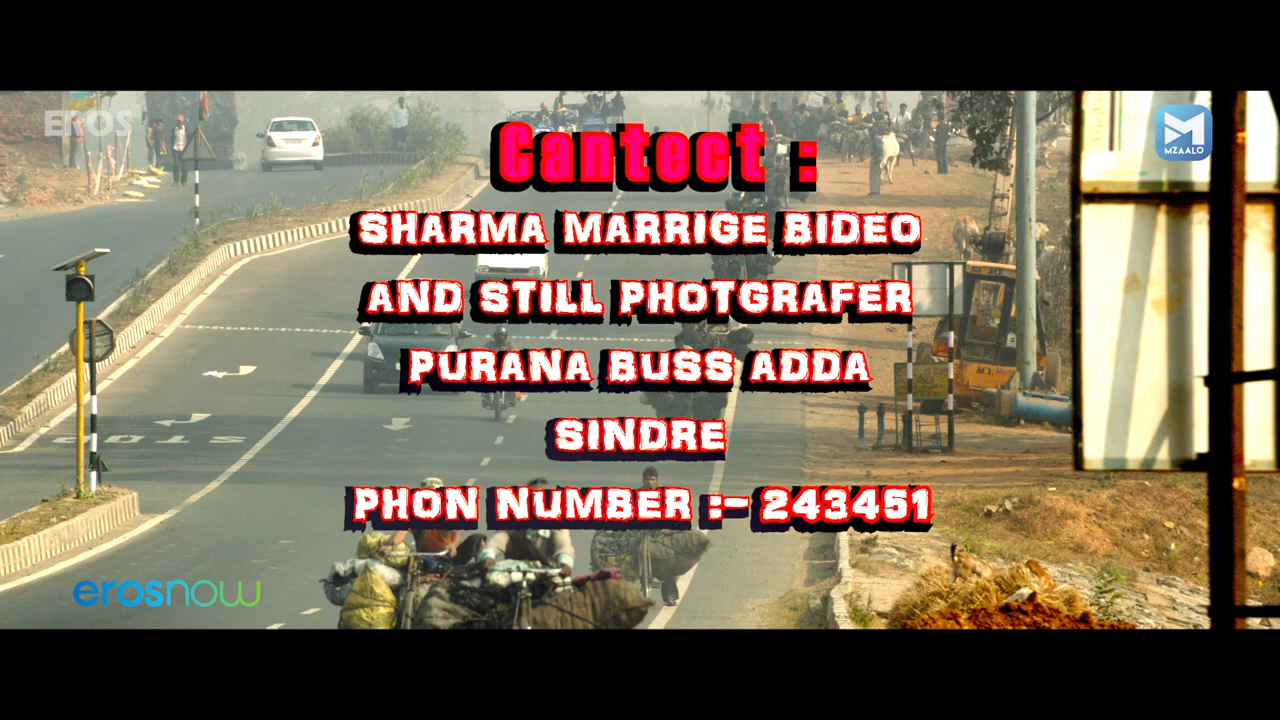 EROS
MZAALO
Cantect :
SHARMA MARRIGE BIDEO
AND STILL PHOTGRAFER
PURANA BUSS ADDA
SINDRE
PHON NUMBER :- 243451
STOP
erosnow